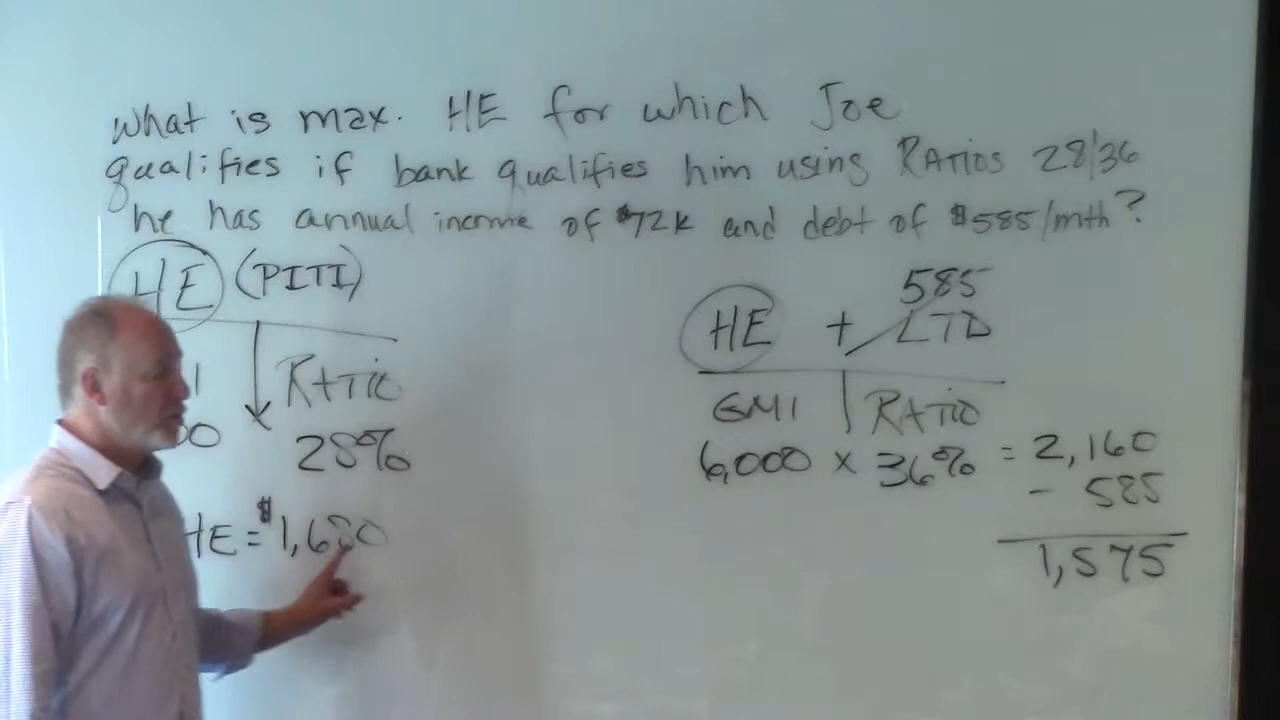 What is max. HE for which Joe
qualifies if bank qualifies him using RATIOS 28/36
he has annual income of $72K and debt of $585/mth?
HE (PITI)
RATIO
28%
HE = $1,680
585
HE + LTD
GMI RATIO
6,000 x 36% = 2,160
- 585
1,575